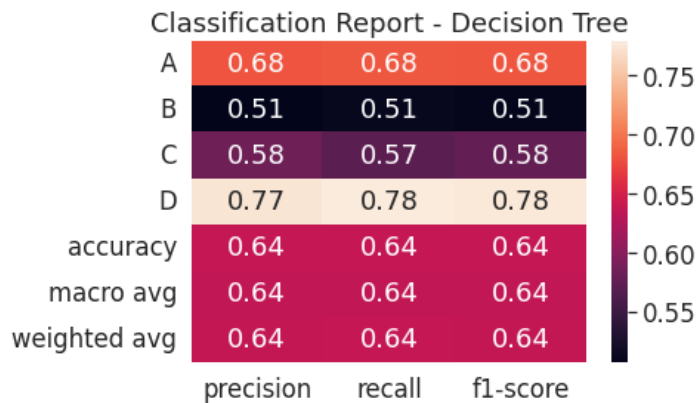 Classification Report - Decision Tree
A 0.68 0.68 0.68
B 0.51 0.51 0.51
C 0.58 0.57 0.58
D 0.77 0.78 0.78
accuracy 0.64 0.64 0.64
macro avg 0.64 0.64 0.64
weighted avg 0.64 0.64 0.64
precision recall f1-score
0.75
0.70
0.65
0.60
0.55